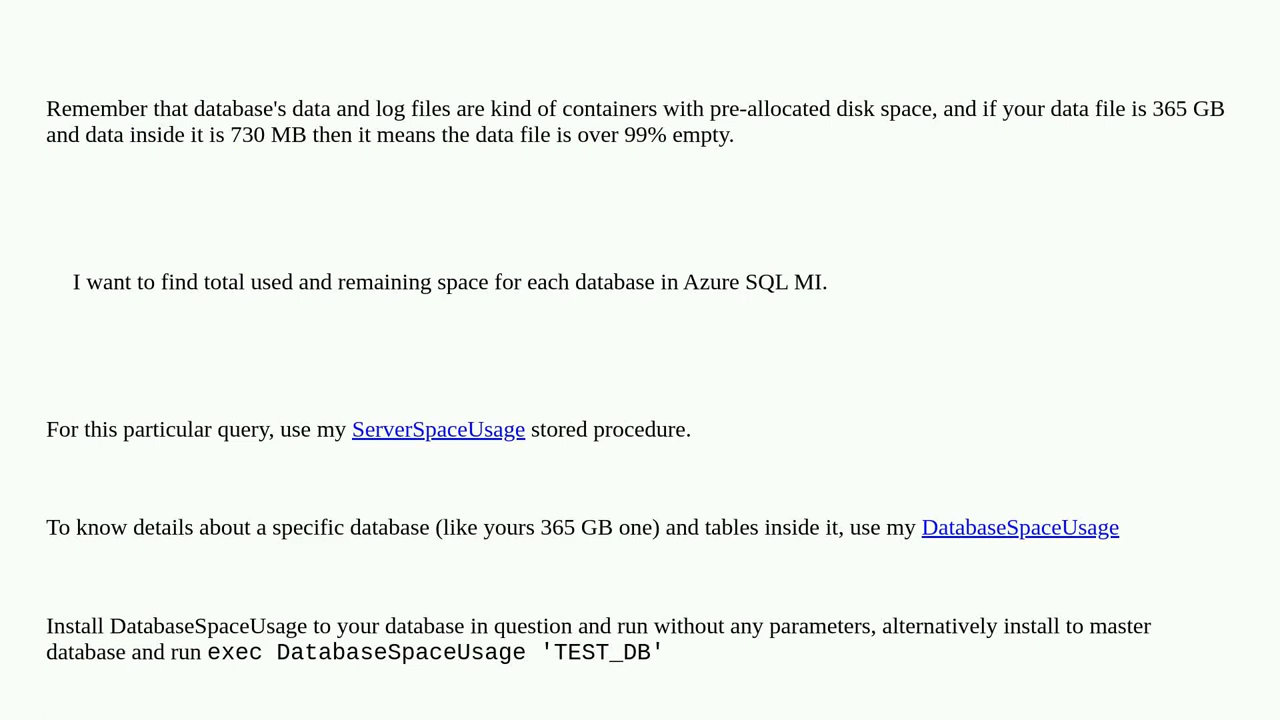 Remember that database's data and log files are kind of containers with pre-allocated disk space, and if your data file is 365 GB
and data inside it is 730 MB then it means the data file is over 99% empty.
I want to find total used and remaining space for each database in Azure SQL MI.
For this particular query, use my ServerSpaceUsage stored procedure.
To know details about a specific database (like yours 365 GB one) and tables inside it, use my DatabaseSpaceUsage
Install DatabaseSpaceUsage to your database in question and run without any parameters, alternatively install to master
database and run exec DatabaseSpaceUsage 'TEST_DB'